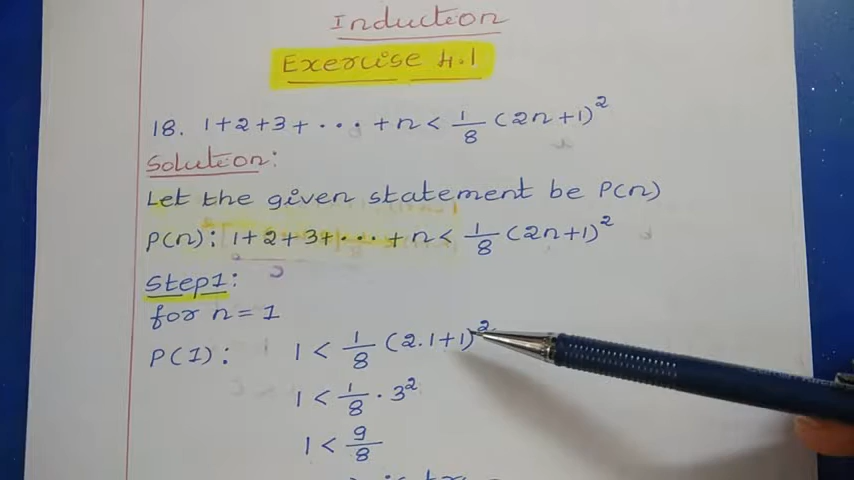 Induction
Exercise 4.1
18. 1+2+3+.....+n < 1/8 (2n+1)²
Solution:
Let the given statement be P(n)
P(n): 1+2+3+....+n < 1/8 (2n+1)²
Step1:
for n = 1
P(1): 1 < 1/8 (2.1+1)²
1 < 1/8 · 3²
1 < 9/8